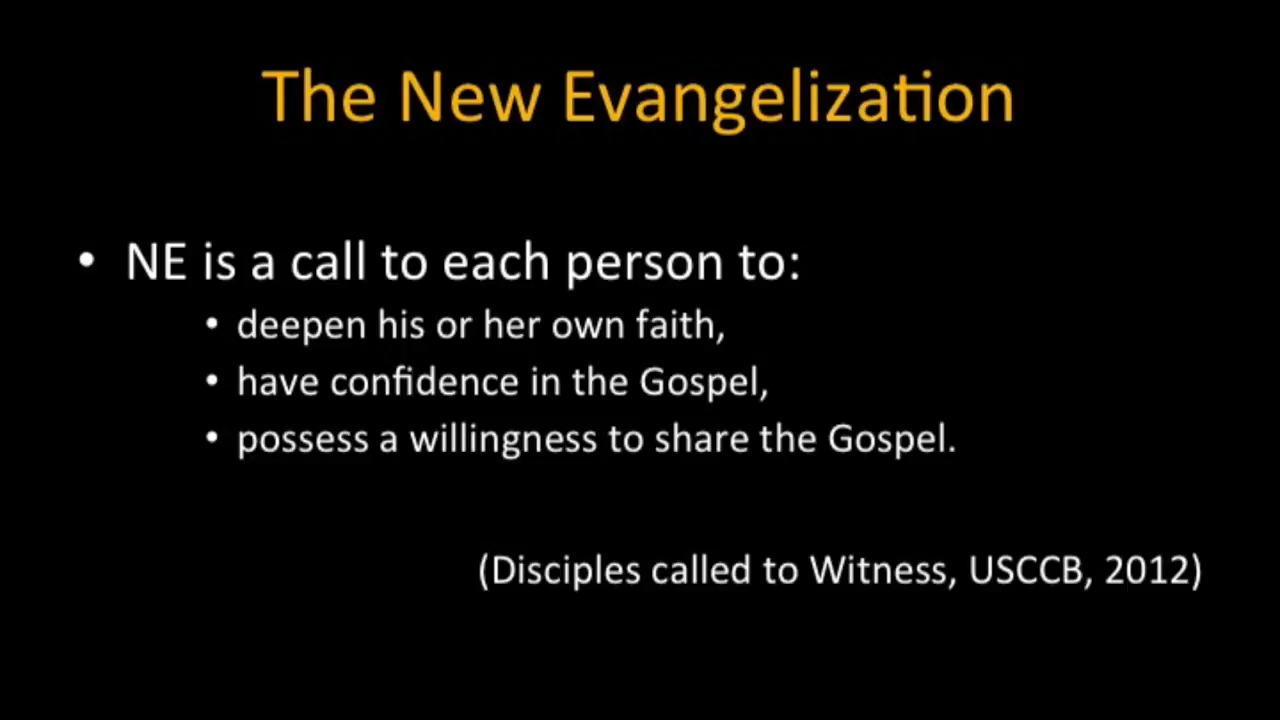 The New Evangelization
• NE is a call to each person to:
• deepen his or her own faith,
• have confidence in the Gospel,
• possess a willingness to share the Gospel.
(Disciples called to Witness, USCCB, 2012)